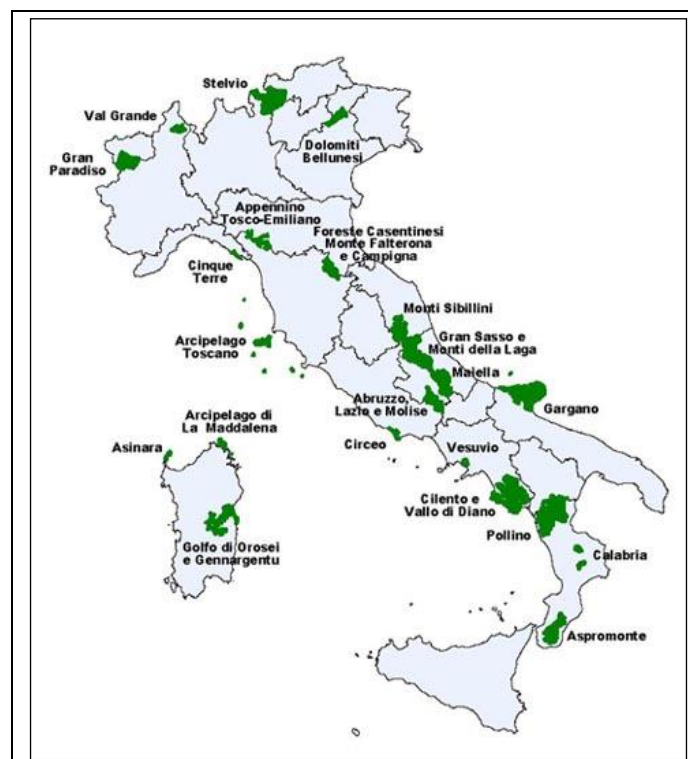 Stelvio
Val Grande
Gran
Paradiso
Dolomiti
Bellunesi
Appennino
Tosco-Emiliano
Foreste Casentinesi
Monte Falterona
e Campigna
Cinque
Terre
Monti Sibillini
Arcipelago
Toscano
Gran Sasso e
Monti della Laga
Maiella
Abruzzo,
Lazio e Molise
Gargano
Arcipelago di
La Maddalena
Asinara
Circeo
Vesuvio
Cilento e
Vallo di Diano
Pollino
Golfo di Orosei
e Gennargentu
Calabria
Aspromonte